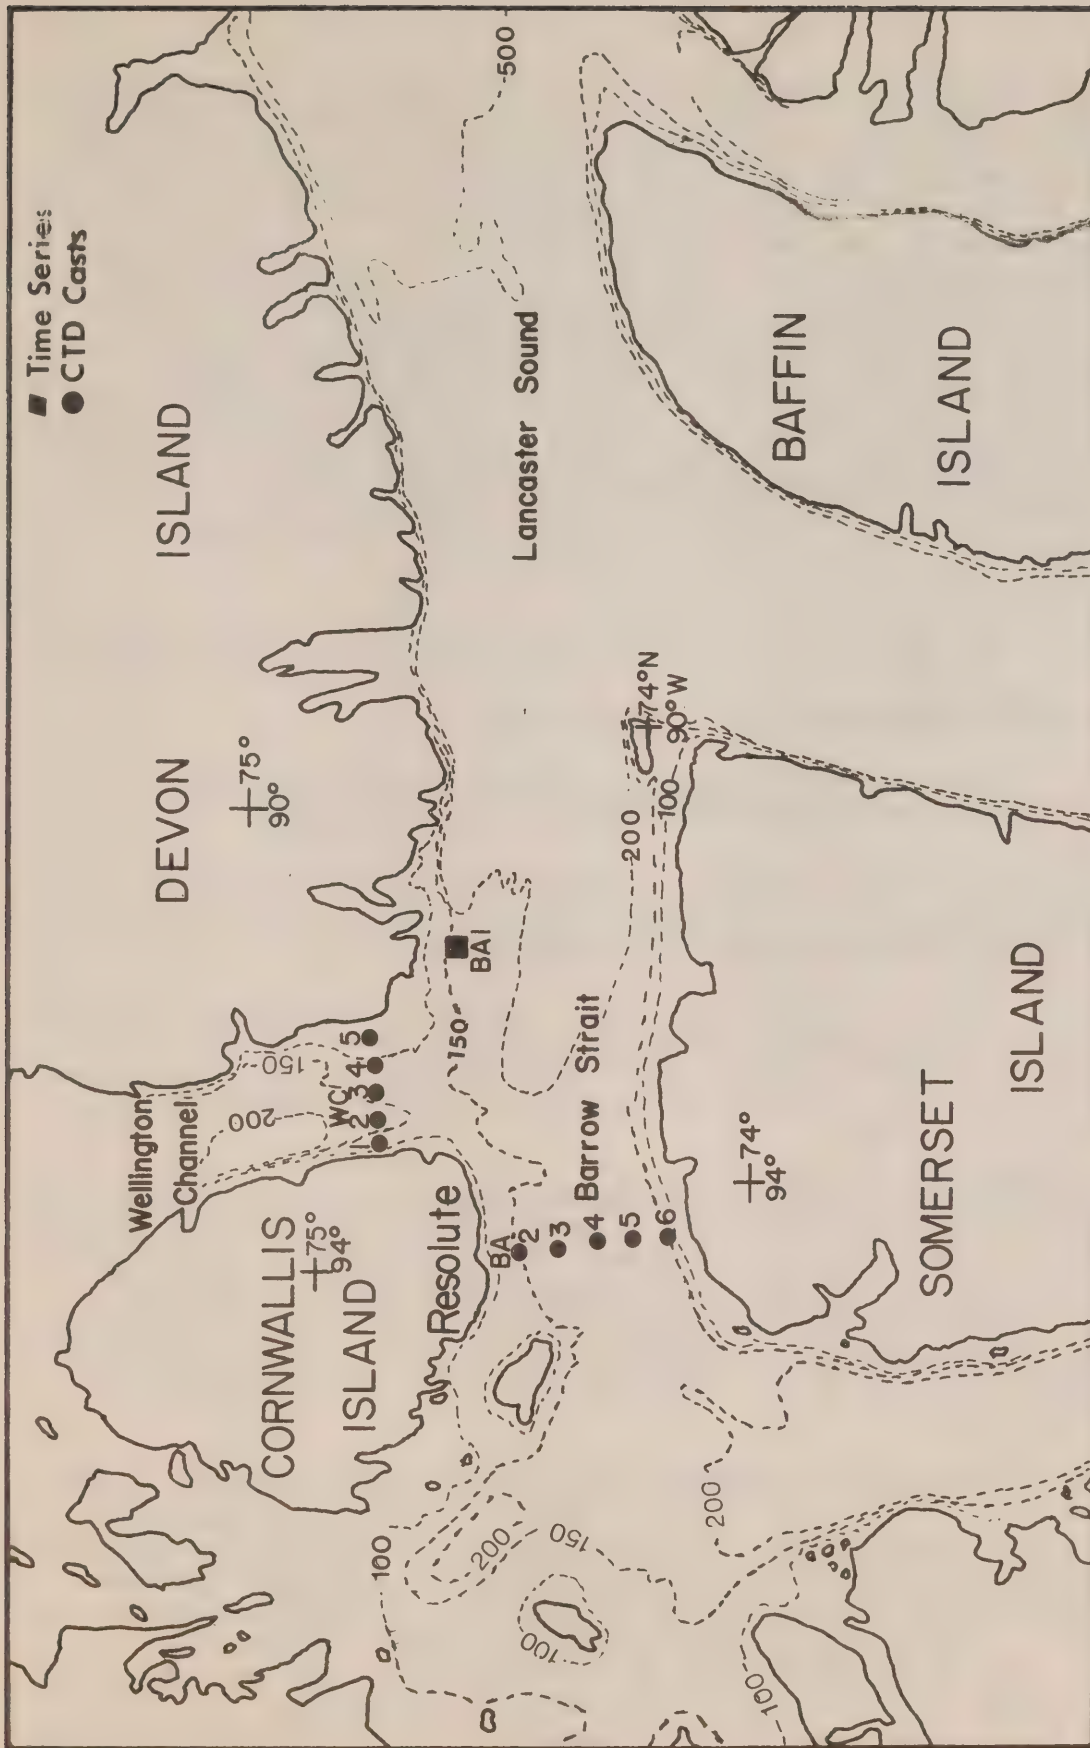 ■ Time Series
● CTD Casts
DEVON ISLAND
75°
90°
Wellington
Channel
200
150
WC
1 2 3 4 5
CORNWALLIS
75°
94°
ISLAND
Resolute
BA
2
3
4
5
6
150
BA1
Barrow Strait
Lancaster Sound
500
200
100
74°N
90°W
74°
94°
SOMERSET ISLAND
BAFFIN
ISLAND
100
200
150
100
200
100